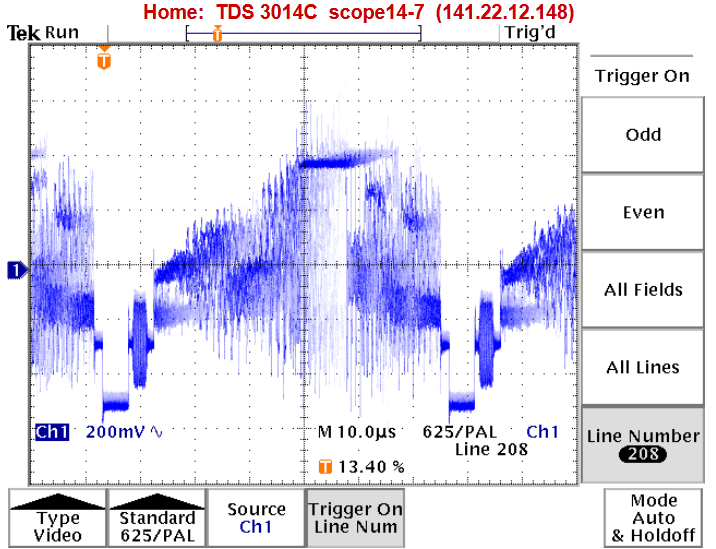 Home: TDS 3014C scope14-7 (141.22.12.148)
Tek Run
T
Trig'd
T
Trigger On
Odd
Even
All Fields
All Lines
Line Number
208
1
Ch1 200mV∿
M 10.0µs
625/PAL
Ch1
Line 208
T 13.40 %
Type
Video
Standard
625/PAL
Source
Ch1
Trigger On
Line Num
Mode
Auto
& Holdoff